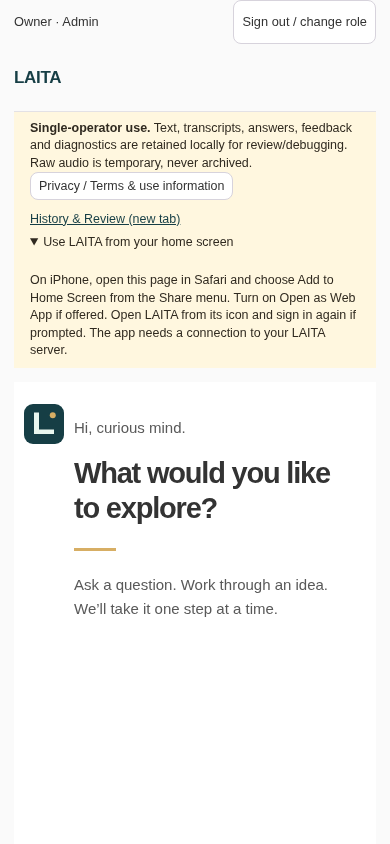 Owner · Admin
Sign out / change role
LAITA
Single-operator use. Text, transcripts, answers, feedback
and diagnostics are retained locally for review/debugging.
Raw audio is temporary, never archived.
Privacy / Terms & use information
History & Review (new tab)
▼ Use LAITA from your home screen
On iPhone, open this page in Safari and choose Add to
Home Screen from the Share menu. Turn on Open as Web
App if offered. Open LAITA from its icon and sign in again if
prompted. The app needs a connection to your LAITA
server.
Hi, curious mind.
What would you like
to explore?
Ask a question. Work through an idea.
We’ll take it one step at a time.